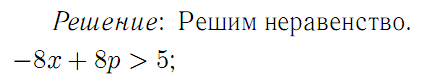 Решение: Решим неравенство.
−8x + 8p > 5;